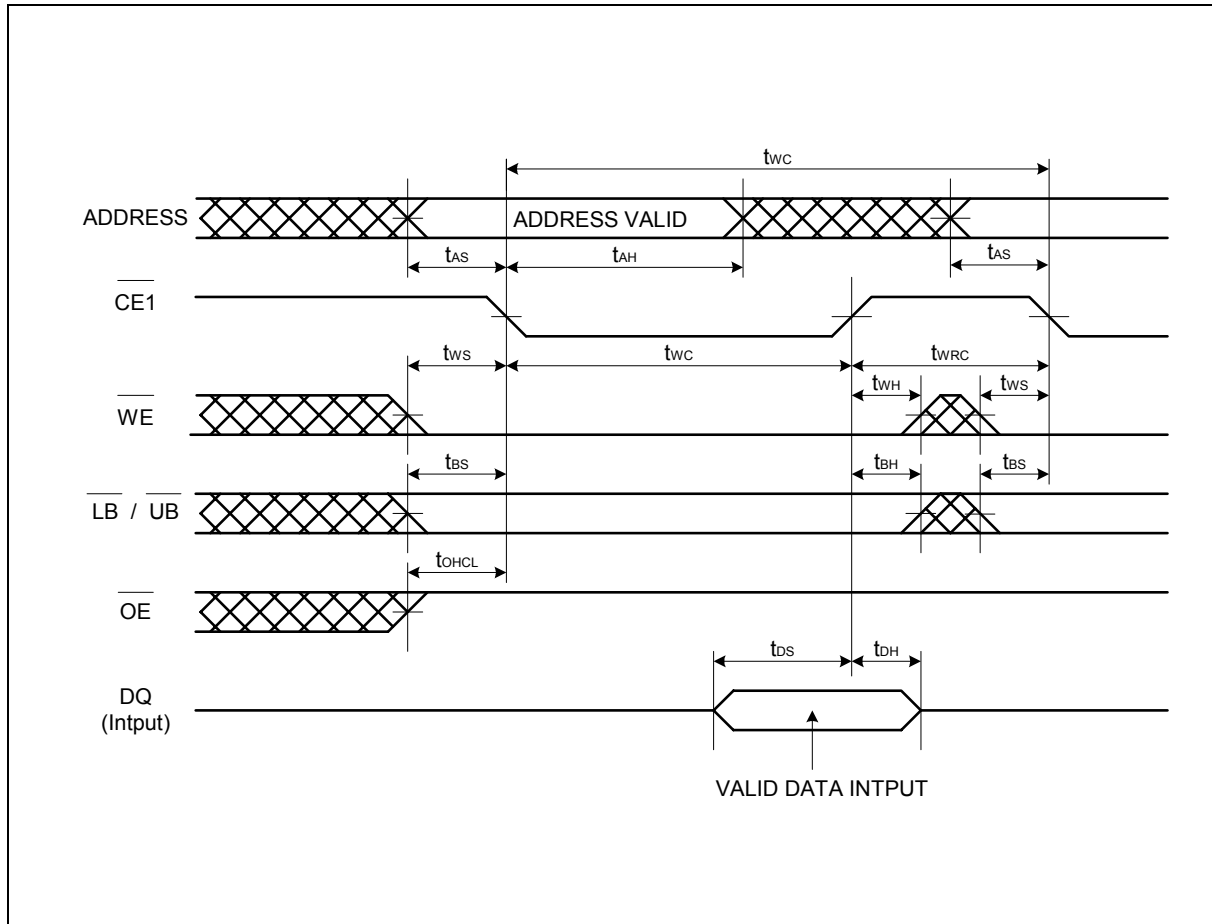 tWC
ADDRESS
ADDRESS VALID
tAS
tAH
tAS
CE1
tWS
tWC
tWRC
tWH
tWS
WE
tBS
tBH
tBS
LB / UB
tOHCL
OE
tDS
tDH
DQ
(Intput)
VALID DATA INTPUT